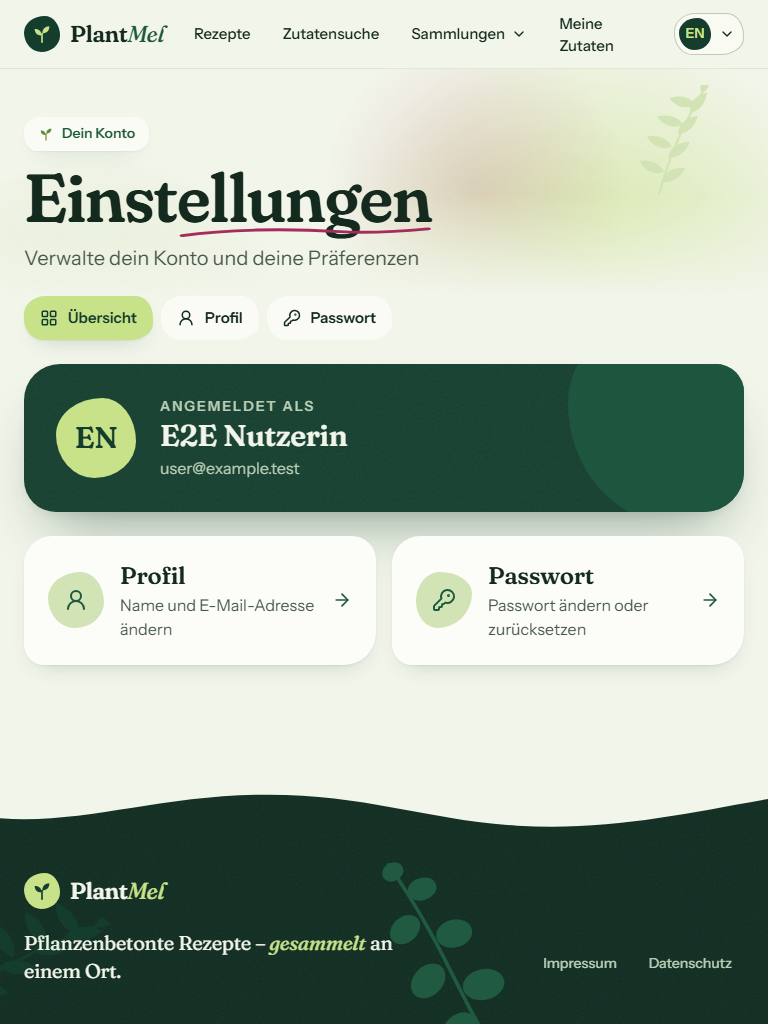 PlantMel
Rezepte
Zutatensuche
Sammlungen
Meine
Zutaten
EN
Dein Konto
Einstellungen
Verwalte dein Konto und deine Präferenzen
Übersicht
Profil
Passwort
EN
ANGEMELDET ALS
E2E Nutzerin
user@example.test
Profil
Name und E-Mail-Adresse
ändern
Passwort
Passwort ändern oder
zurücksetzen
PlantMel
Pflanzenbetonte Rezepte – gesammelt an
einem Ort.
Impressum
Datenschutz